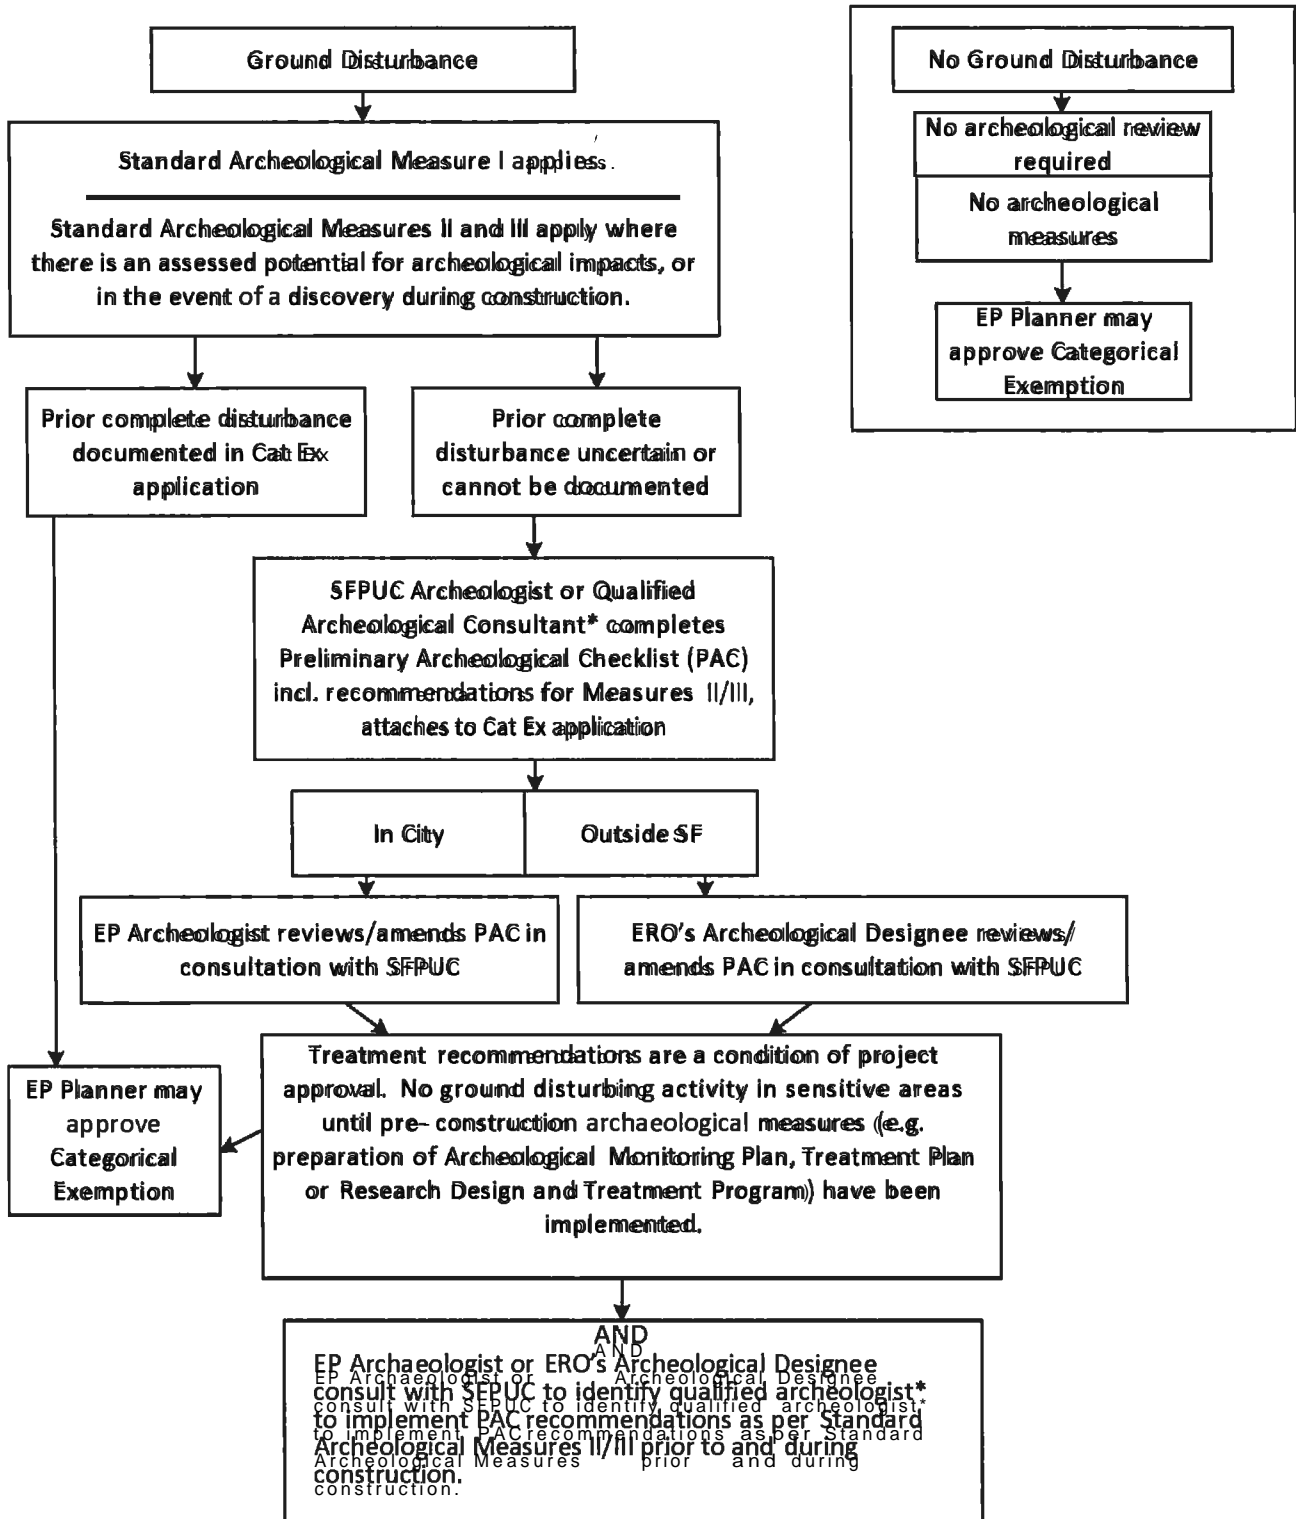 Ground Disturbance
Standard Archeological Measure I applies.
Standard Archeological Measures II and III apply where
there is an assessed potential for archeological impacts, or
in the event of a discovery during construction.
Prior complete disturbance
documented in Cat Ex
application
Prior complete
disturbance uncertain or
cannot be documented
SFPUC Archeologist or Qualified
Archeological Consultant* completes
Preliminary Archeological Checklist (PAC)
incl. recommendations for Measures II/III,
attaches to Cat Ex application
In City
Outside SF
EP Archeologist reviews/amends PAC in
consultation with SFPUC
ERO's Archeological Designee reviews/
amends PAC in consultation with SFPUC
Treatment recommendations are a condition of project
approval. No ground disturbing activity in sensitive areas
until pre- construction archaeological measures (e.g.
preparation of Archeological Monitoring Plan, Treatment Plan
or Research Design and Treatment Program) have been
implemented.
EP Planner may
approve
Categorical
Exemption
AND
EP Archaeologist or ERO's Archeological Designee
consult with SFPUC to identify qualified archeologist*
to implement PAC recommendations as per Standard
Archeological Measures II/III prior to and during
construction.
No Ground Disturbance
No archeological review
required
No archeological
measures
EP Planner may
approve Categorical
Exemption